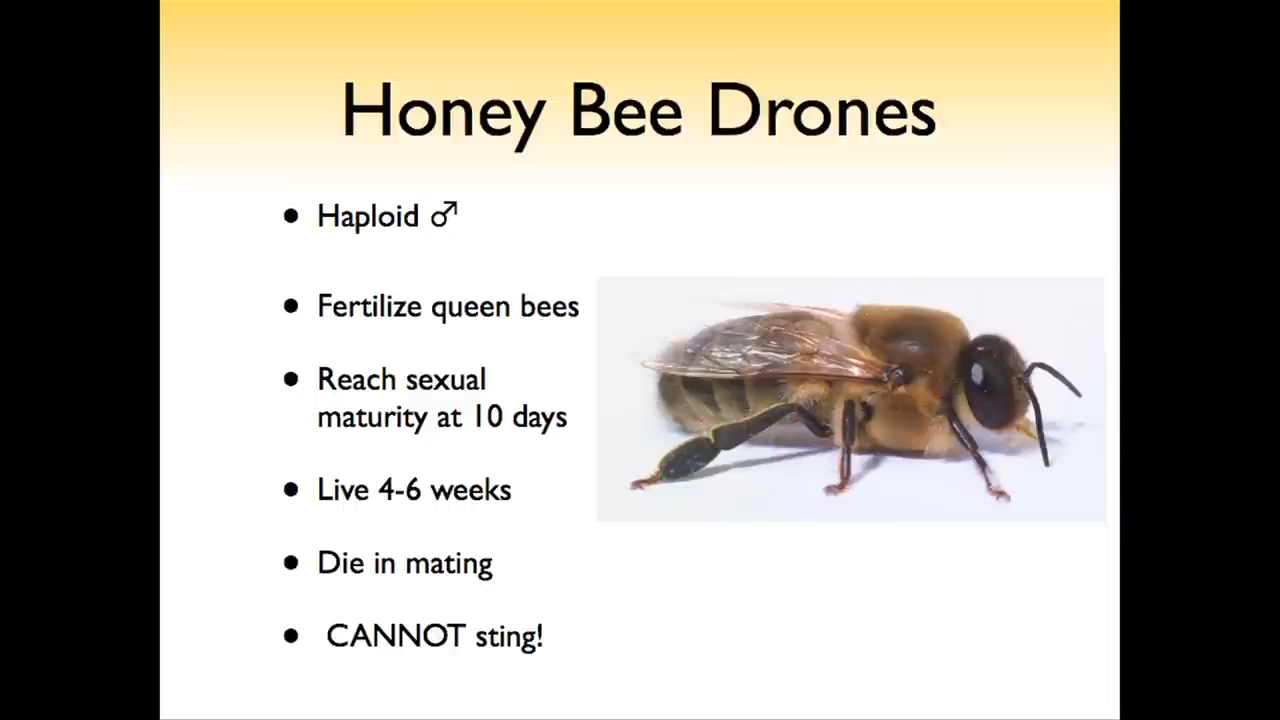 Honey Bee Drones
• Haploid ♂
• Fertilize queen bees
• Reach sexual
maturity at 10 days
• Live 4-6 weeks
• Die in mating
• CANNOT sting!